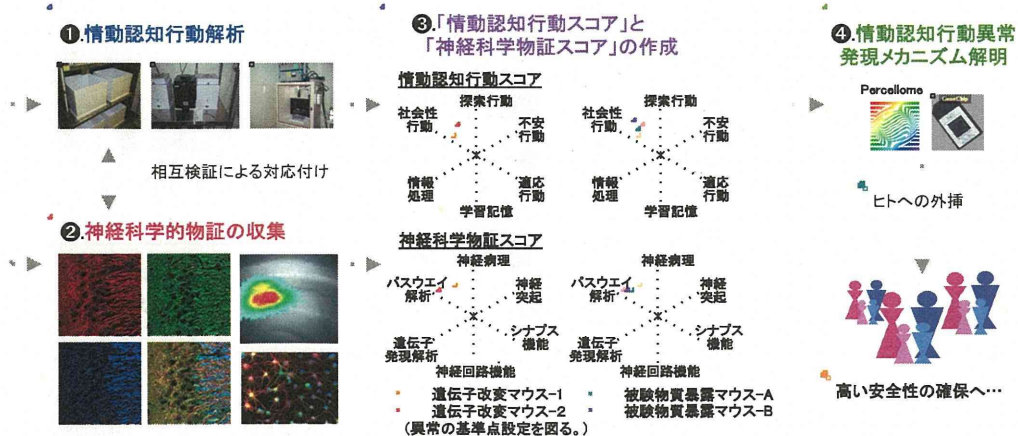 ❶.情動認知行動解析
相互検証による対応付け
❷.神経科学的物証の収集
❸.「情動認知行動スコア」と
「神経科学物証スコア」の作成
情動認知行動スコア
探索行動
社会性
行動
不安
行動
情報
処理
適応
行動
学習記憶
探索行動
社会性
行動
不安
行動
情報
処理
適応
行動
学習記憶
神経科学物証スコア
神経病理
パスウエイ
解析
神経
突起
遺伝子
発現解析
シナプス
機能
神経回路機能
神経病理
パスウエイ
解析
神経
突起
遺伝子
発現解析
シナプス
機能
神経回路機能
遺伝子改変マウス-1
遺伝子改変マウス-2
(異常の基準点設定を図る。)
被験物質暴露マウス-A
被験物質暴露マウス-B
❹.情動認知行動異常
発現メカニズム解明
Percellome
GeneChip
ヒトへの外挿
高い安全性の確保へ…